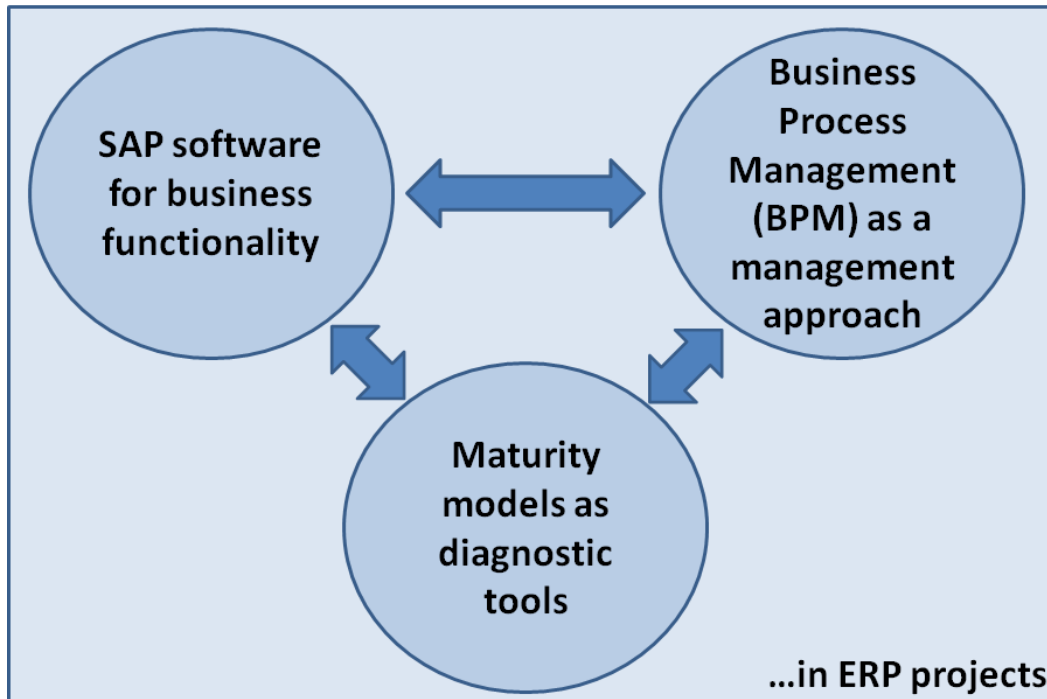 SAP software
for business
functionality
Business
Process
Management
(BPM) as a
management
approach
Maturity
models as
diagnostic
tools
...in ERP projects